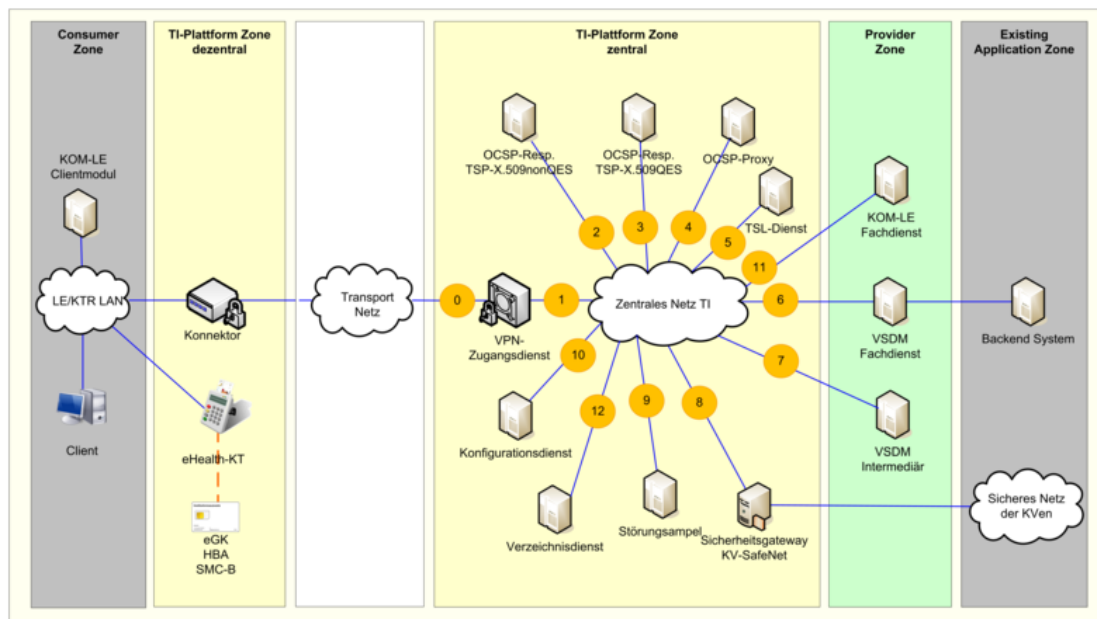 Consumer
Zone
TI-Plattform Zone
dezentral
TI-Plattform Zone
zentral
Provider
Zone
Existing
Application Zone
KOM-LE
Clientmodul
LE/KTR LAN
Client
Konnektor
eHealth-KT
eGK
HBA
SMC-B
Transport
Netz
0
VPN-
Zugangsdienst
1
OCSP-Resp.
TSP-X.509nonQES
2
OCSP-Resp.
TSP-X.509QES
3
OCSP-Proxy
4
TSL-Dienst
5
11
Zentrales Netz TI
6
7
8
9
10
12
Konfigurationsdienst
Verzeichnisdienst
Störungsampel
Sicherheitsgateway
KV-SafeNet
KOM-LE
Fachdienst
VSDM
Fachdienst
VSDM
Intermediär
Backend System
Sicheres Netz
der KVen